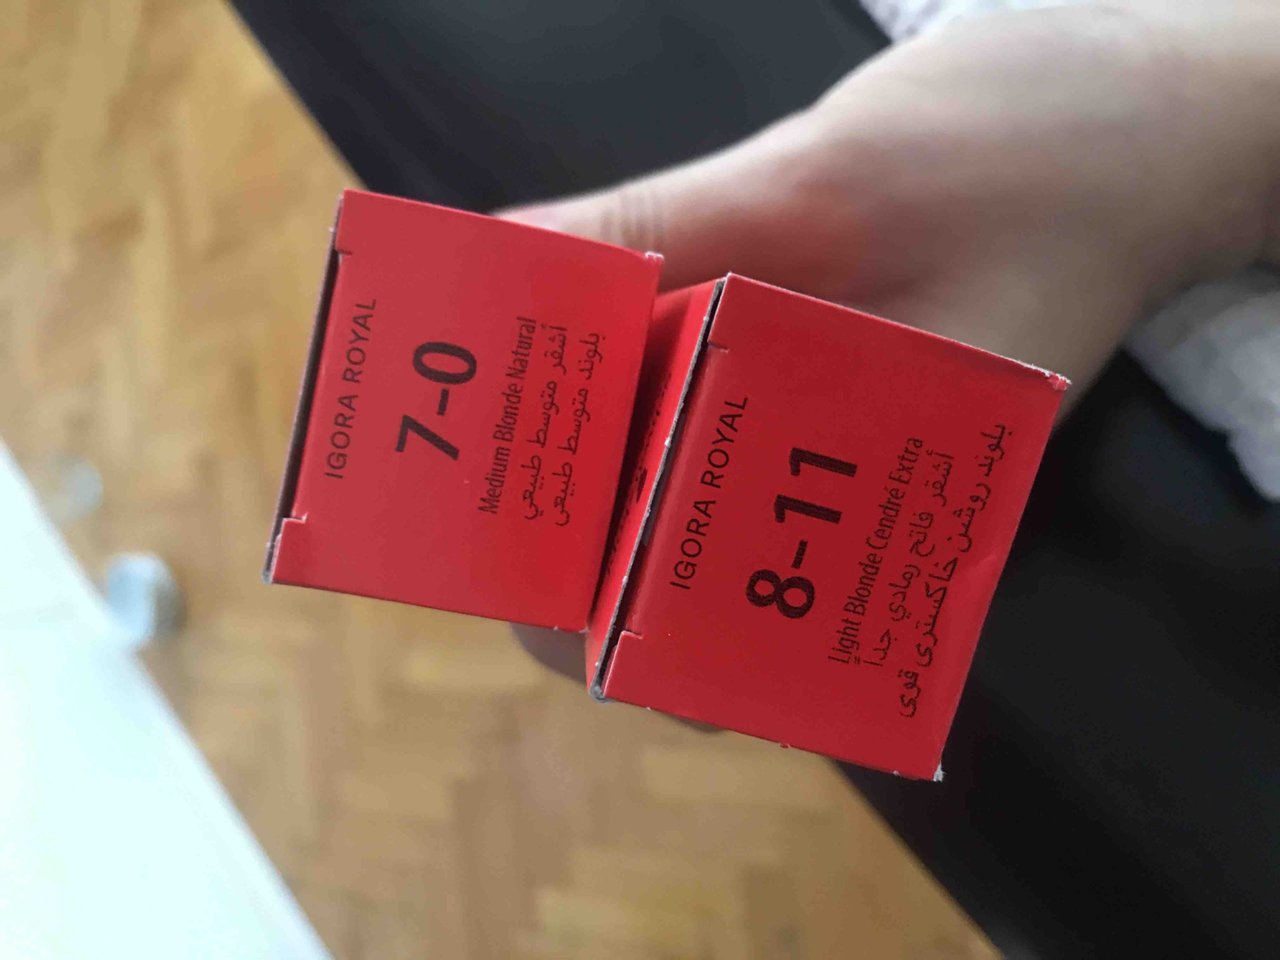 IGORA ROYAL
7-0
Medium Blonde Natural
أشقر متوسط طبيعي
بلوند متوسط طبیعی
IGORA ROYAL
8-11
Light Blonde Cendré Extra
أشقر فاتح رمادي جداً
بلوند روشن خاکستری قوی